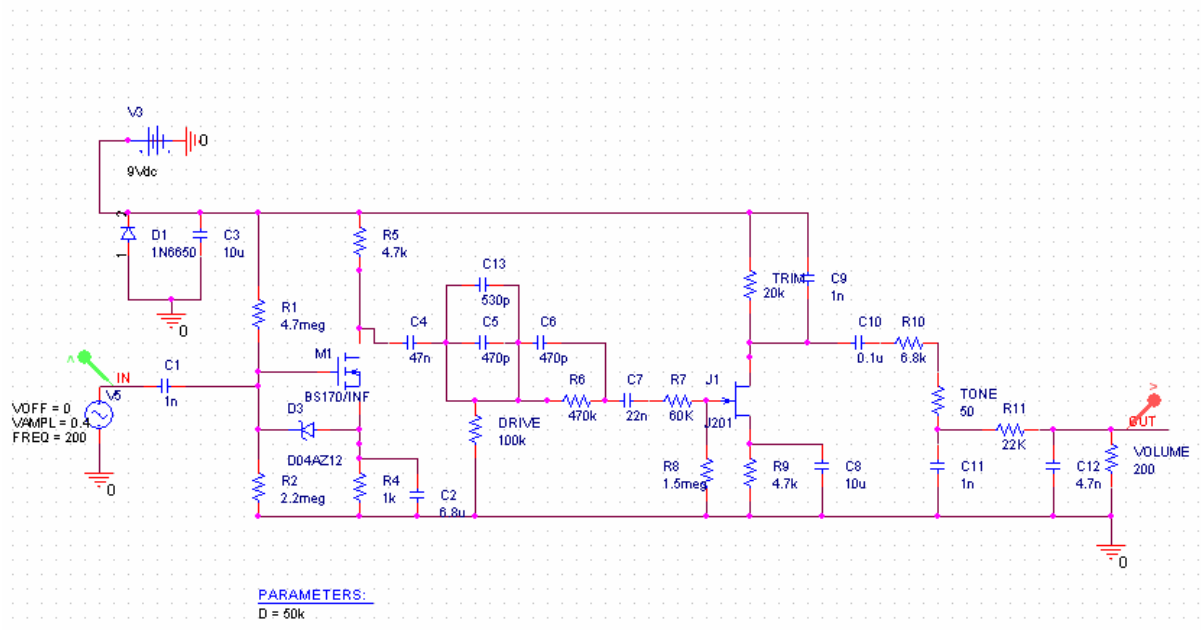 V3
0
9Vdc
2
D1
1N6650
1
C3
10u
0
R5
4.7k
R1
4.7meg
C13
530p
TRIM
20k
C9
1n
C4
47n
C5
470p
C6
470p
C10
0.1u
R10
6.8k
A
IN
V5
C1
1n
M1
BS170/INF
R6
470k
C7
22n
R7
60K
J1
J201
VOFF = 0
VAMPL = 0.4
FREQ = 200
0
D3
D04AZ12
DRIVE
100k
TONE
50
R11
22K
V
OUT
VOLUME
200
R2
2.2meg
R4
1k
C2
6.8u
R8
1.5meg
R9
4.7k
C8
10u
C11
1n
C12
4.7n
0
PARAMETERS:
D = 50k